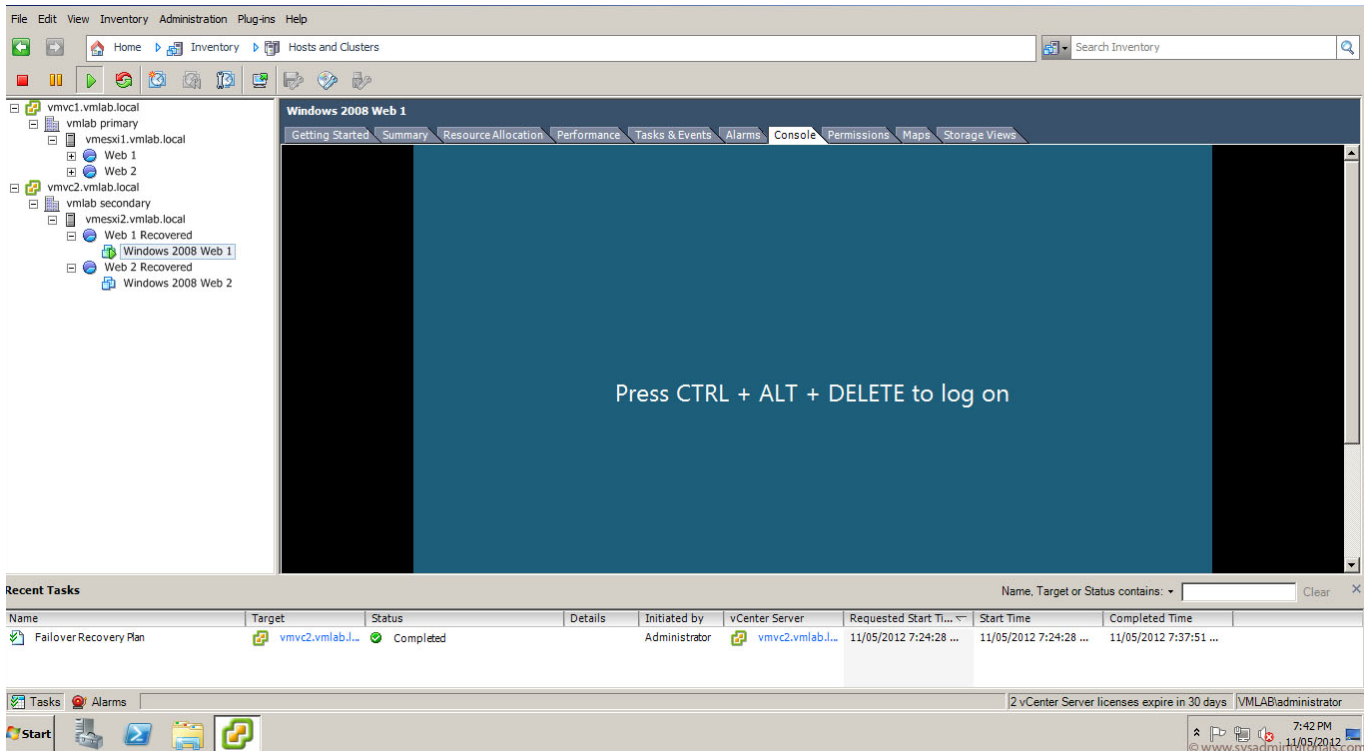 File Edit View Inventory Administration Plug-ins Help
Home Inventory Hosts and Clusters Search Inventory
vmvc1.vmlab.local
vmlab primary
vmesxi1.vmlab.local
Web 1
Web 2
vmvc2.vmlab.local
vmlab secondary
vmesxi2.vmlab.local
Web 1 Recovered
Windows 2008 Web 1
Web 2 Recovered
Windows 2008 Web 2
Windows 2008 Web 1
Getting Started Summary Resource Allocation Performance Tasks & Events Alarms Console Permissions Maps Storage Views
Press CTRL + ALT + DELETE to log on
Recent Tasks Name, Target or Status contains: Clear
Name Target Status Details Initiated by vCenter Server Requested Start Ti... Start Time Completed Time
Failover Recovery Plan vmvc2.vmlab.l... Completed Administrator vmvc2.vmlab.l... 11/05/2012 7:24:28 ... 11/05/2012 7:24:28 ... 11/05/2012 7:37:51 ...
Tasks Alarms 2 vCenter Server licenses expire in 30 days VMLAB\administrator
Start 7:42 PM
11/05/2012
© www.sysadmintutorials.com